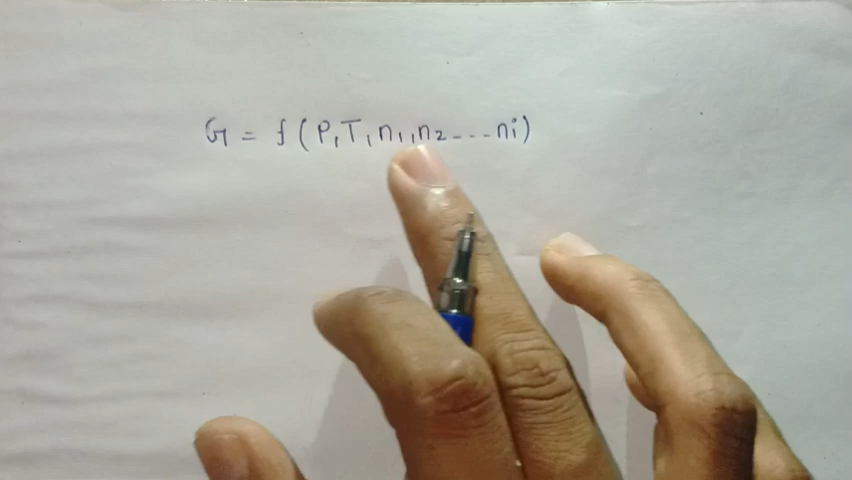 G = f (P, T, n1, n2 --- ni)